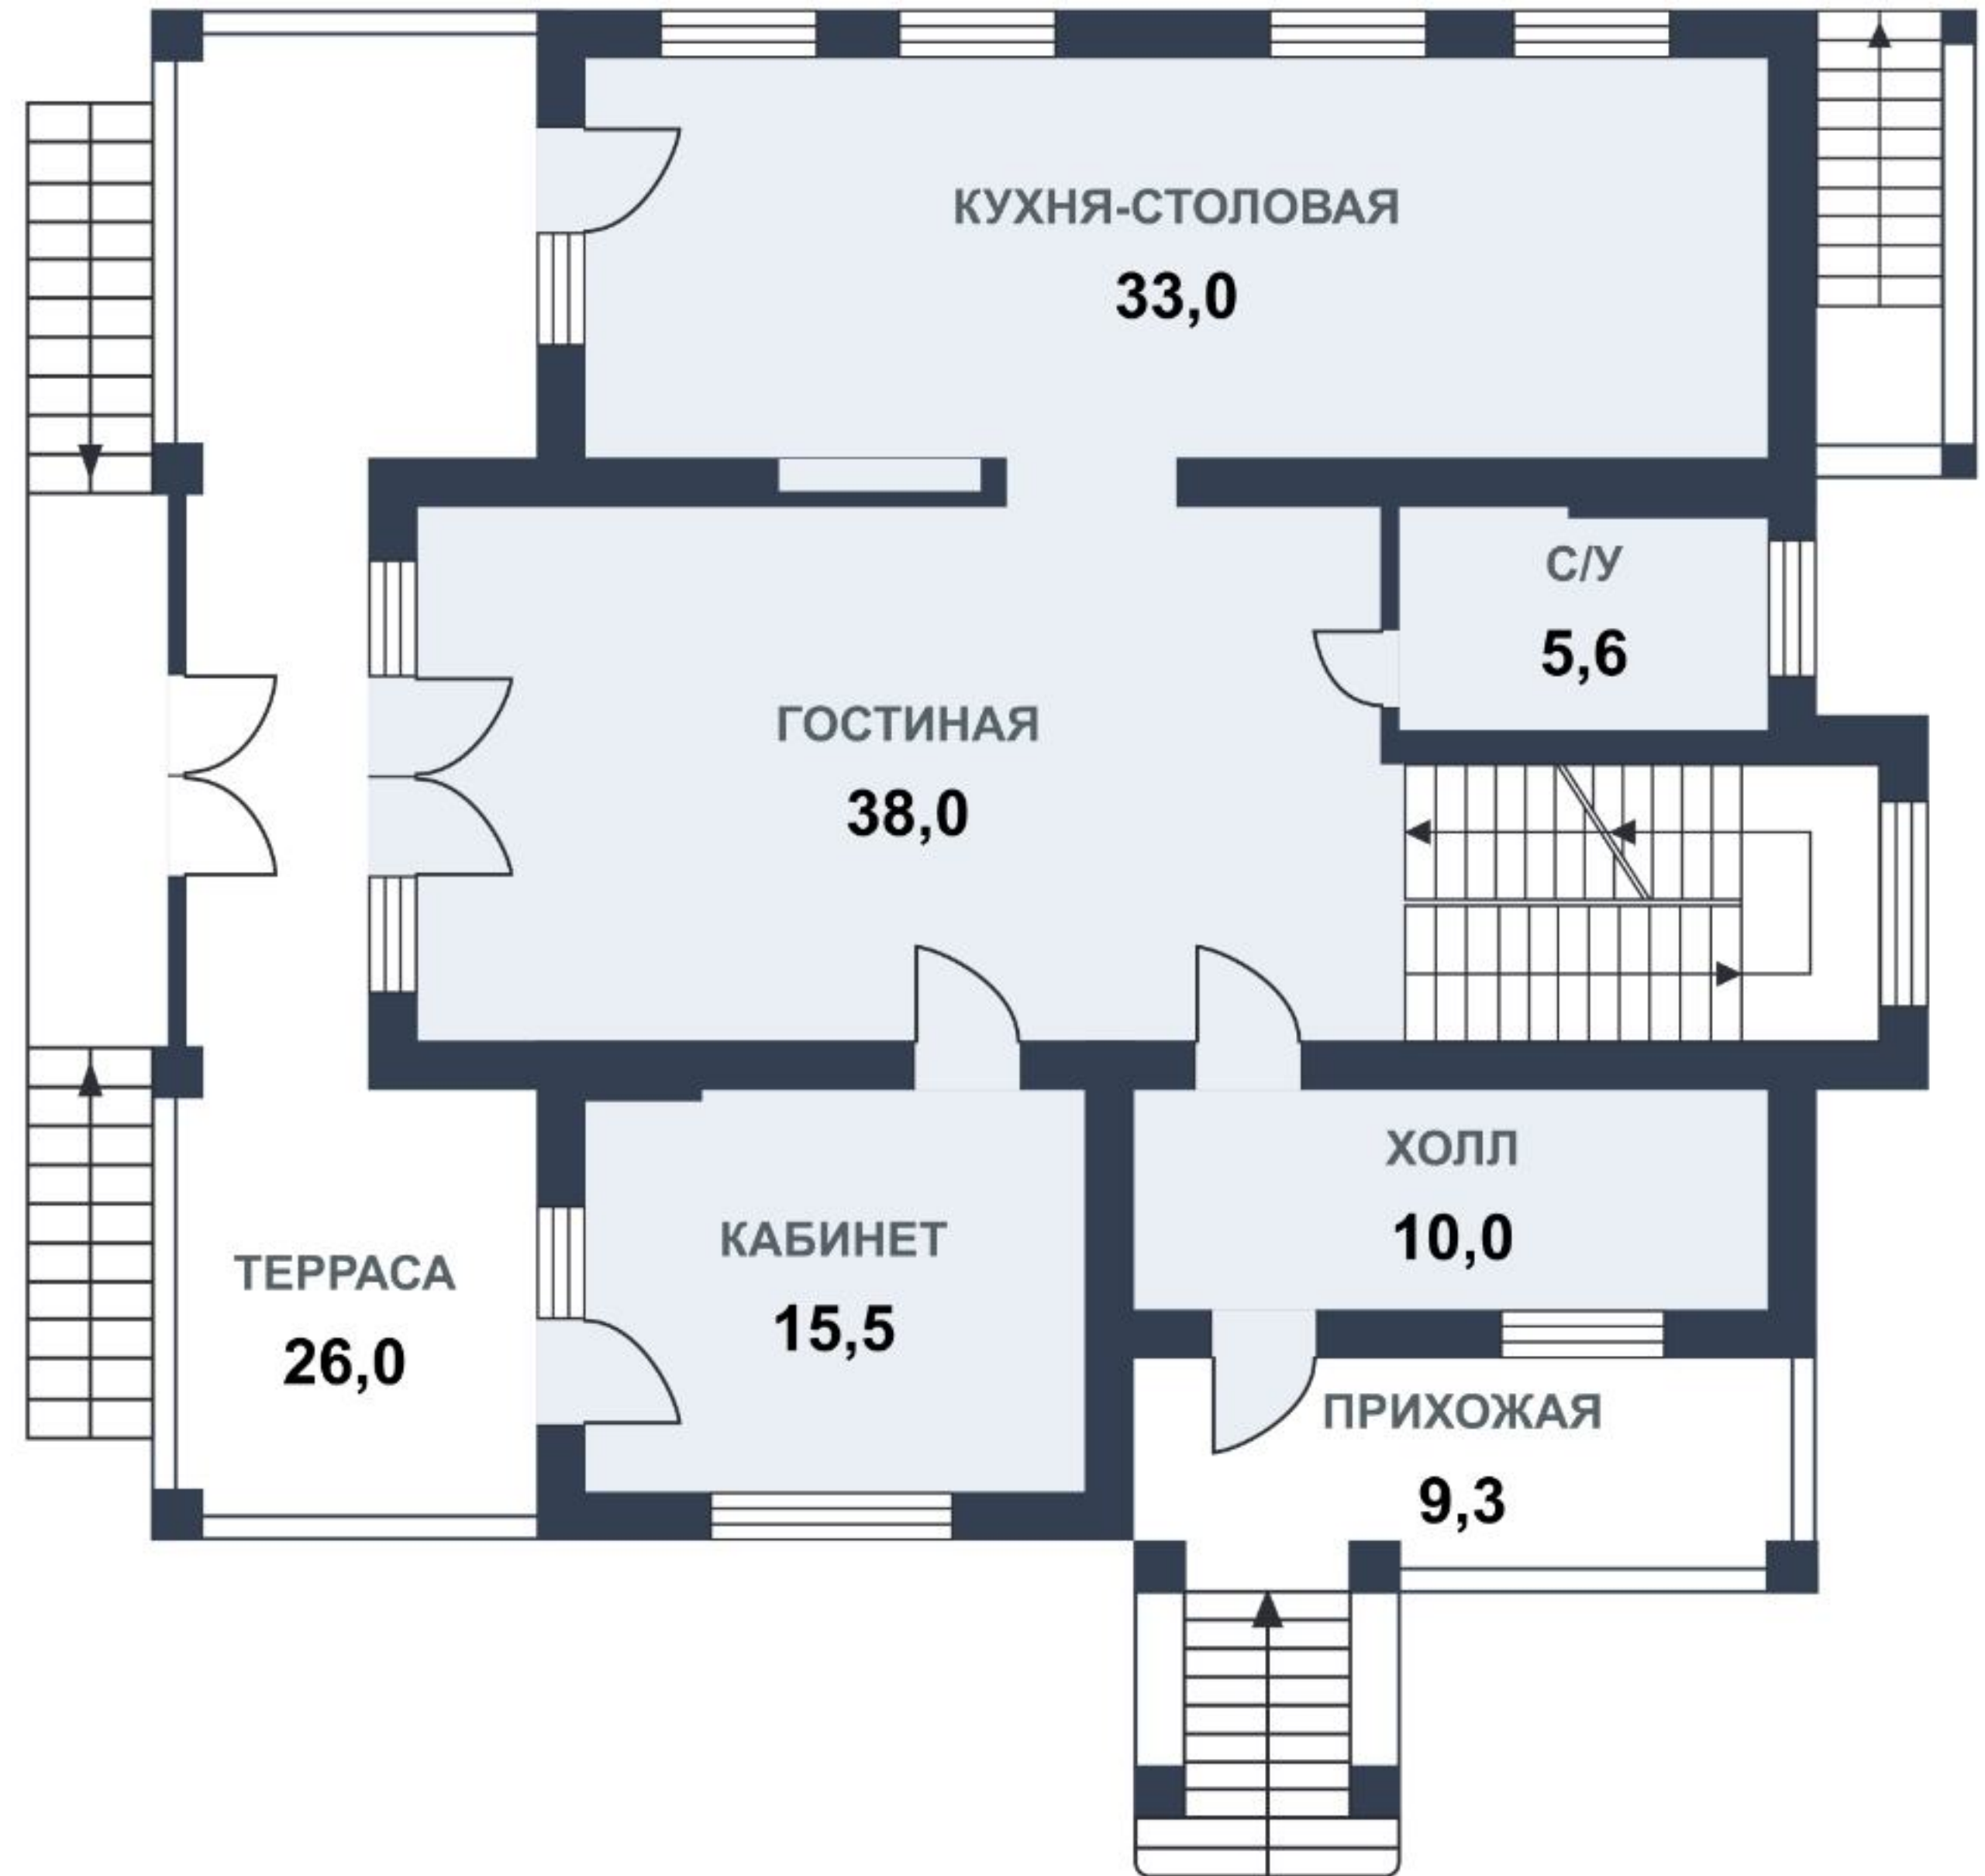 КУХНЯ-СТОЛОВАЯ
33,0
С/У
5,6
ГОСТИНАЯ
38,0
ХОЛЛ
10,0
КАБИНЕТ
15,5
ТЕРРАСА
26,0
ПРИХОЖАЯ
9,3